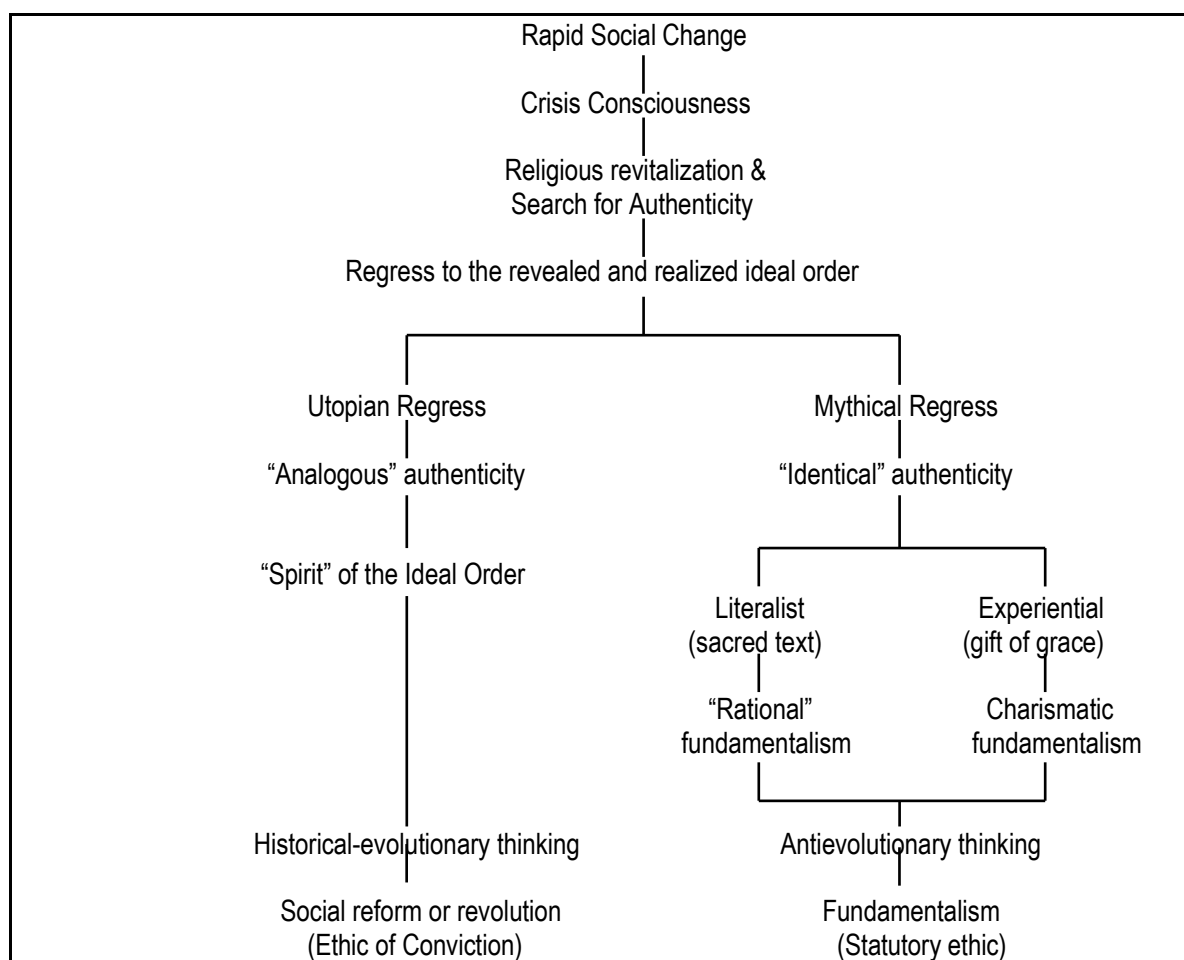 Rapid Social Change
Crisis Consciousness
Religious revitalization &
Search for Authenticity
Regress to the revealed and realized ideal order
Utopian Regress
Mythical Regress
“Analogous” authenticity
“Identical” authenticity
“Spirit” of the Ideal Order
Literalist
(sacred text)
Experiential
(gift of grace)
“Rational”
fundamentalism
Charismatic
fundamentalism
Historical-evolutionary thinking
Antievolutionary thinking
Social reform or revolution
(Ethic of Conviction)
Fundamentalism
(Statutory ethic)